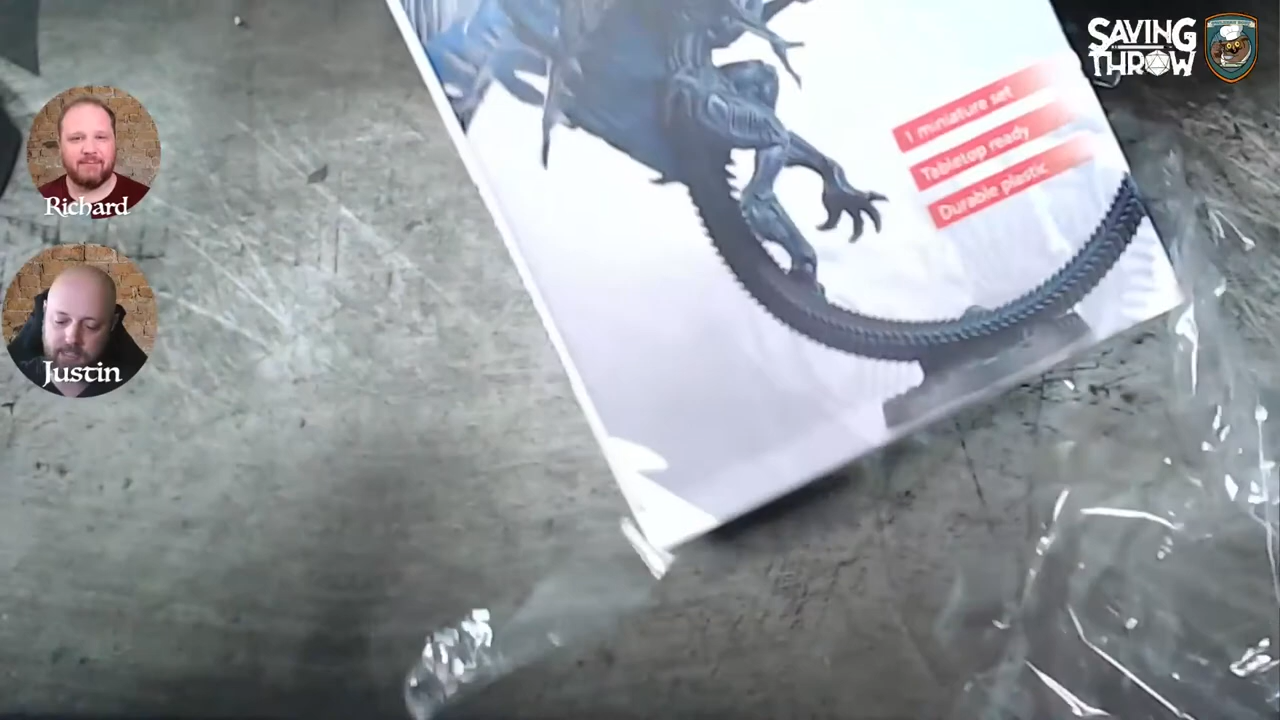 SAVING
THROW
Richard
Justin
1 miniature set
Tabletop ready
Durable plastic